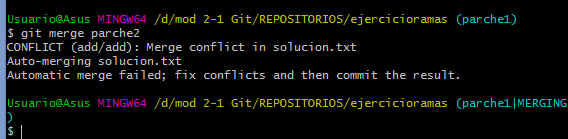 Usuario@Asus MINGW64 /d/mod 2-1 Git/REPOSITORIOS/ejercicioramas (parche1)
$ git merge parche2
CONFLICT (add/add): Merge conflict in solucion.txt
Auto-merging solucion.txt
Automatic merge failed; fix conflicts and then commit the result.
Usuario@Asus MINGW64 /d/mod 2-1 Git/REPOSITORIOS/ejercicioramas (parche1|MERGING
)
$